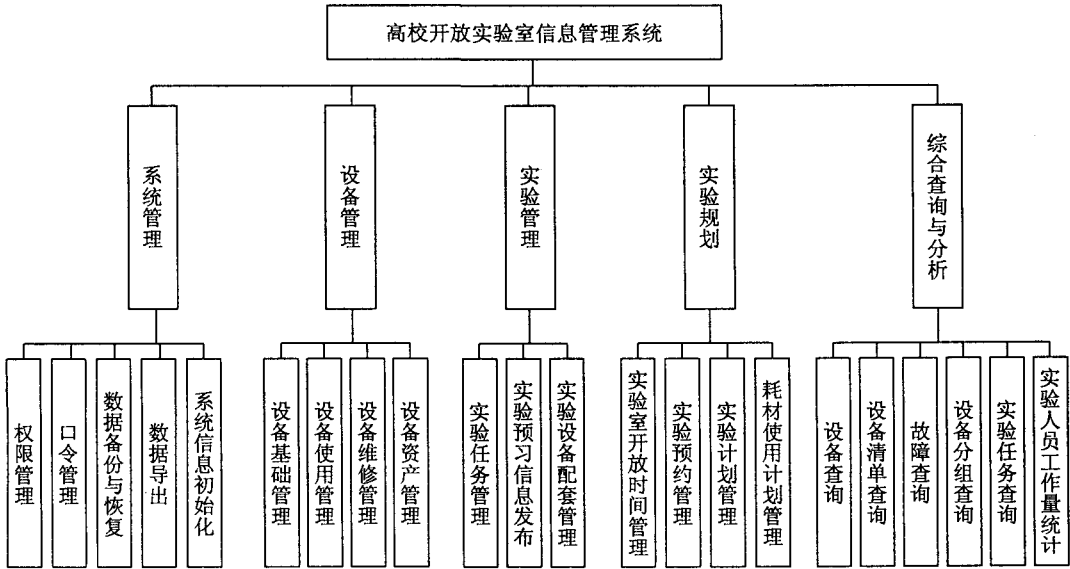 高校开放实验室信息管理系统
系统管理
设备管理
实验管理
实验规划
综合查询与分析
权限管理
口令管理
数据备份与恢复
数据导出
系统信息初始化
设备基础管理
设备使用管理
设备维修管理
设备资产管理
实验任务管理
实验预习信息发布
实验设备配套管理
实验室开放时间管理
实验预约管理
实验计划管理
耗材使用计划管理
设备查询
设备清单查询
故障查询
设备分组查询
实验任务查询
实验人员工作量统计